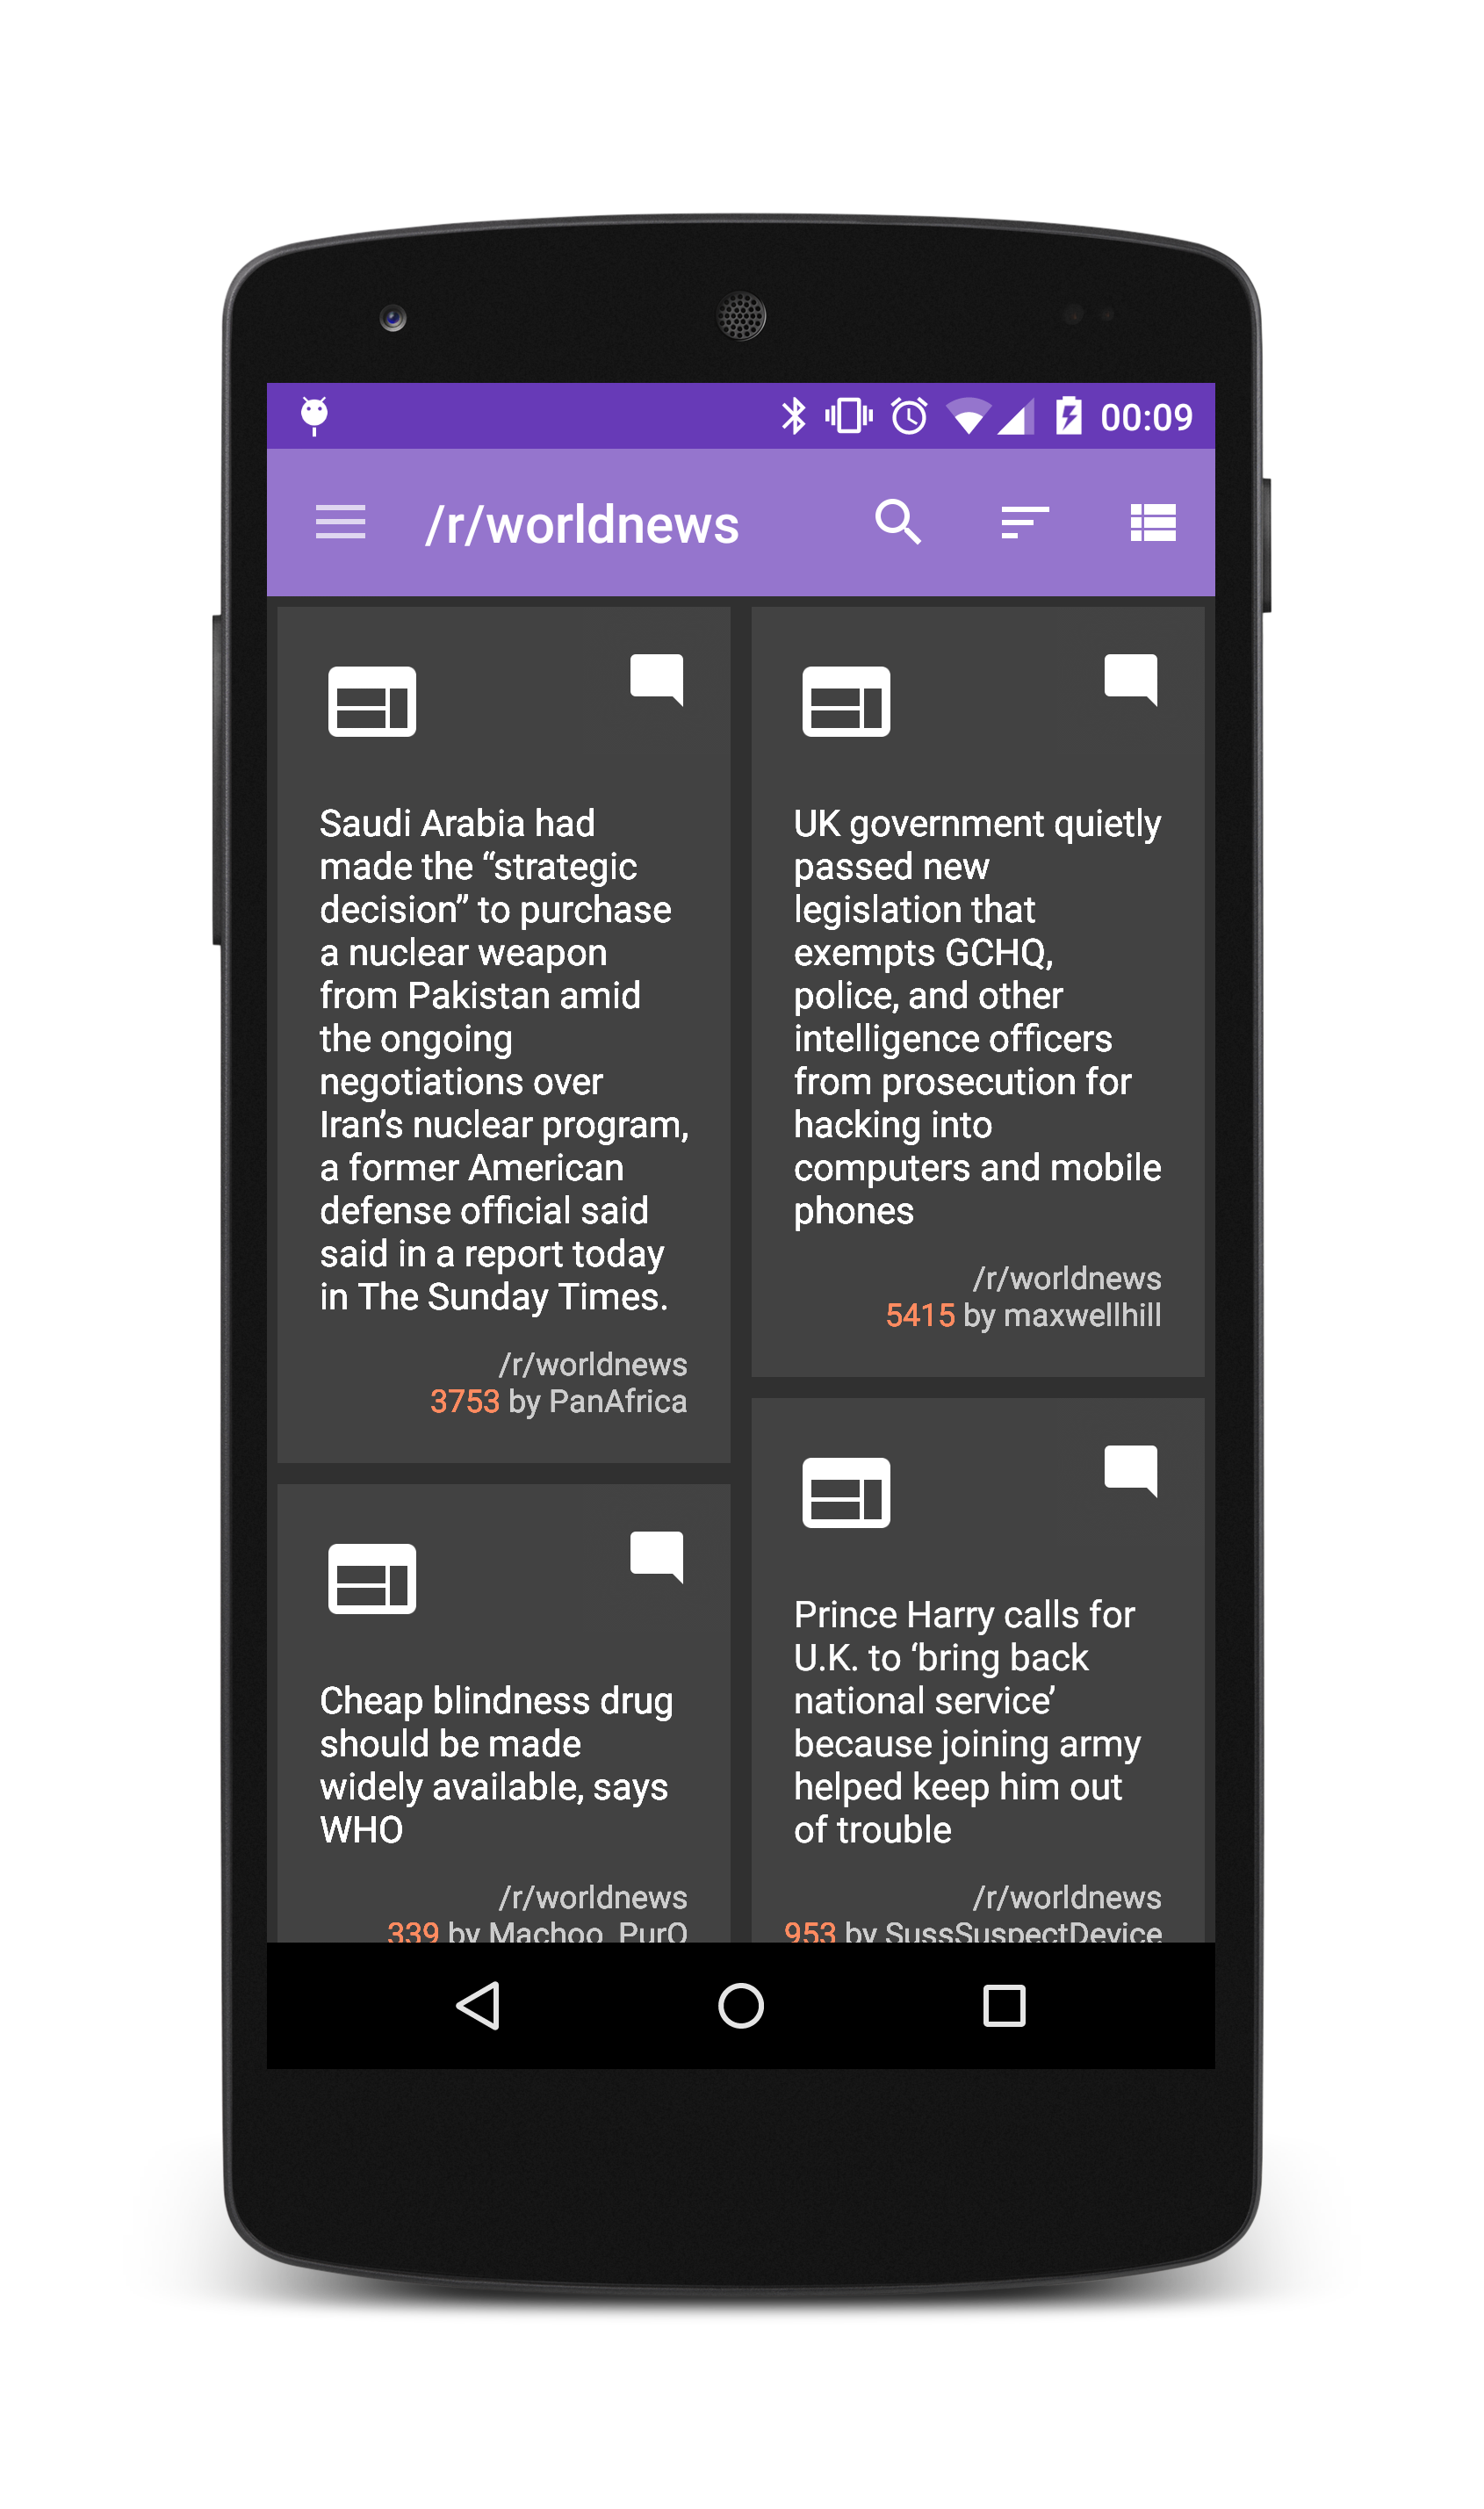 00:09
/r/worldnews
Saudi Arabia had
made the “strategic
decision” to purchase
a nuclear weapon
from Pakistan amid
the ongoing
negotiations over
Iran’s nuclear program,
a former American
defense official said
said in a report today
in The Sunday Times.
/r/worldnews
3753 by PanAfrica
UK government quietly
passed new
legislation that
exempts GCHQ,
police, and other
intelligence officers
from prosecution for
hacking into
computers and mobile
phones
/r/worldnews
5415 by maxwellhill
Cheap blindness drug
should be made
widely available, says
WHO
/r/worldnews
339 by Machoo_PurO
Prince Harry calls for
U.K. to ‘bring back
national service’
because joining army
helped keep him out
of trouble
/r/worldnews
953 by SussSuspectDevice